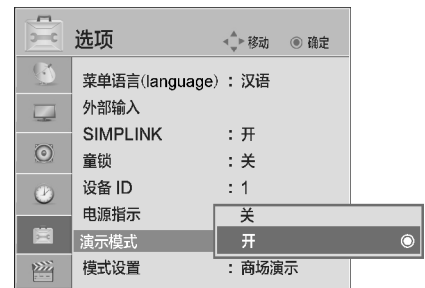 选项 移动 确定
菜单语言(language) : 汉语
外部输入
SIMPLINK : 开
童锁 : 关
设备 ID : 1
电源指示 关
演示模式 开
模式设置 : 商场演示